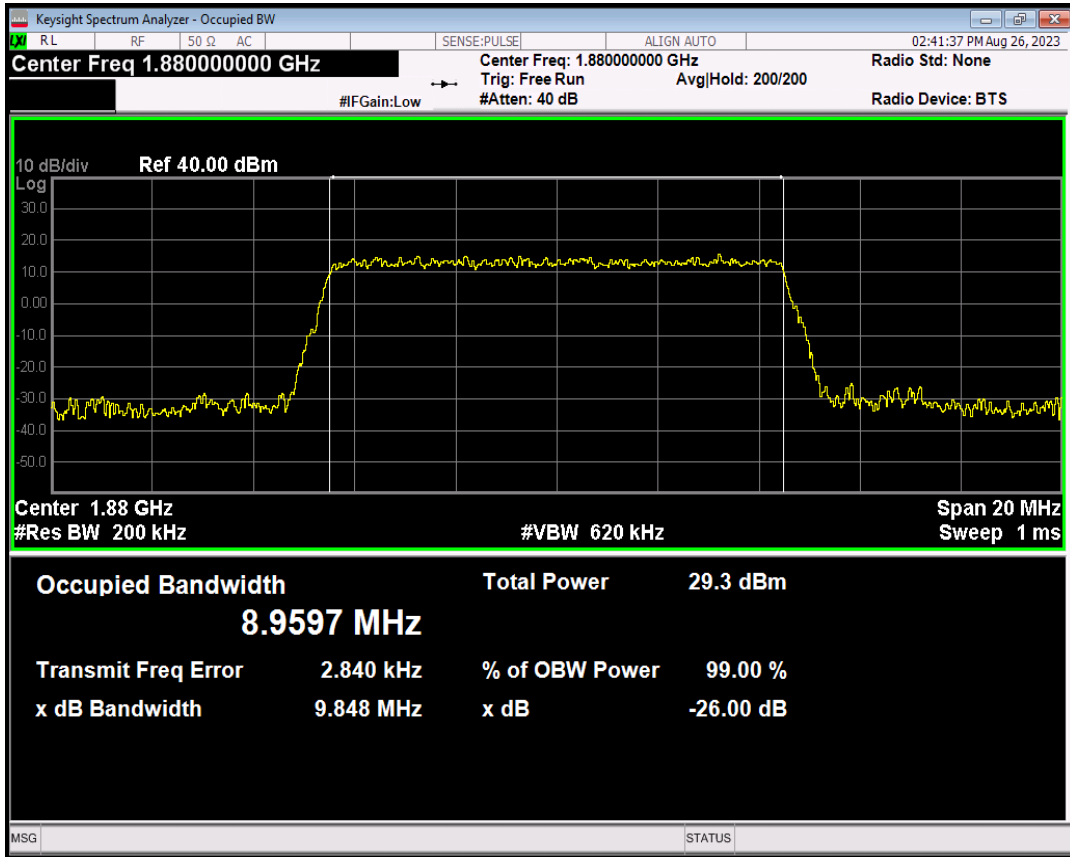 Keysight Spectrum Analyzer - Occupied BW
LXI RL RF 50 Ω AC SENSE:PULSE ALIGN AUTO 02:41:37 PM Aug 26, 2023
Center Freq 1.880000000 GHz Center Freq: 1.880000000 GHz Radio Std: None
Trig: Free Run Avg|Hold: 200/200
#IFGain:Low #Atten: 40 dB Radio Device: BTS
10 dB/div Ref 40.00 dBm
Log
30.0
20.0
10.0
0.00
-10.0
-20.0
-30.0
-40.0
-50.0
Center 1.88 GHz Span 20 MHz
#Res BW 200 kHz #VBW 620 kHz Sweep 1 ms
Occupied Bandwidth Total Power 29.3 dBm
8.9597 MHz
Transmit Freq Error 2.840 kHz % of OBW Power 99.00 %
x dB Bandwidth 9.848 MHz x dB -26.00 dB
MSG STATUS